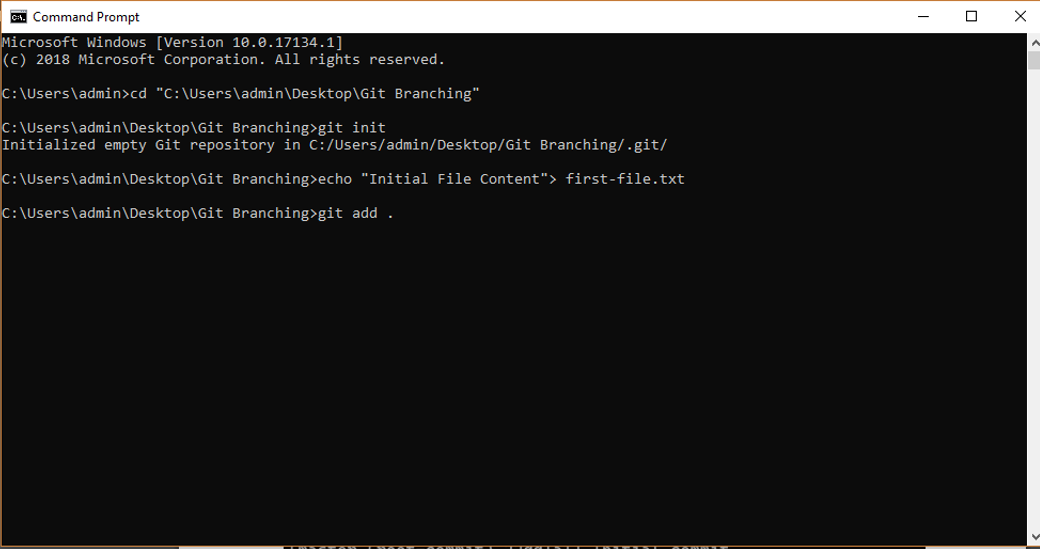 Command Prompt
Microsoft Windows [Version 10.0.17134.1]
(c) 2018 Microsoft Corporation. All rights reserved.
C:\Users\admin>cd "C:\Users\admin\Desktop\Git Branching"
C:\Users\admin\Desktop\Git Branching>git init
Initialized empty Git repository in C:/Users/admin/Desktop/Git Branching/.git/
C:\Users\admin\Desktop\Git Branching>echo "Initial File Content"> first-file.txt
C:\Users\admin\Desktop\Git Branching>git add .